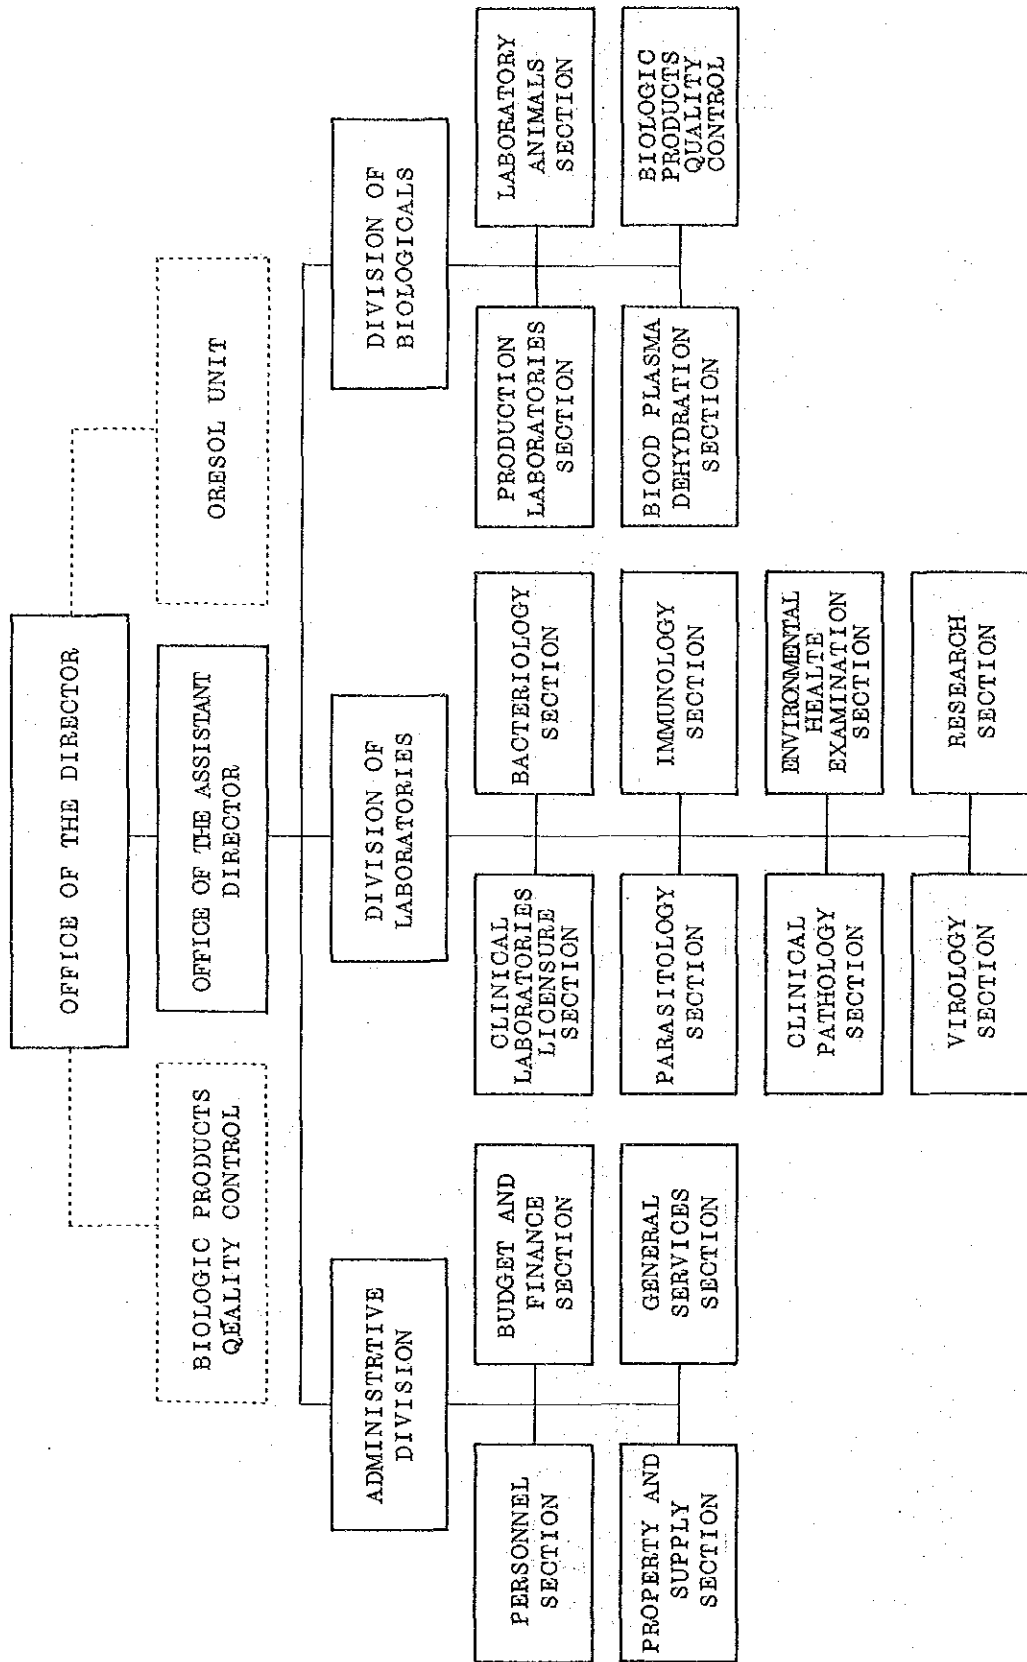 OFFICE OF THE DIRECTOR
BIOLOGIC PRODUCTS
QEALITY CONTROL
OFFICE OF THE ASSISTANT
DIRECTOR
ORESOL UNIT
ADMINISTRTIVE
DIVISION
DIVISION OF
LABORATORIES
DIVISION OF
BIOLOGICALS
PERSONNEL
SECTION
BUDGET AND
FINANCE
SECTION
PROPERTY AND
SUPPLY
SECTION
GENERAL
SERVICES
SECTION
CLINICAL
LABORATORIES
LICENSURE
SECTION
BACTERIOLOGY
SECTION
PARASITOLOGY
SECTION
IMMUNOLOGY
SECTION
CLINICAL
PATHOLOGY
SECTION
ENVIRONMENTAL
HEALTE
EXAMINATION
SECTION
VIROLOGY
SECTION
RESEARCH
SECTION
PRODUCTION
LABORATORIES
SECTION
LABORATORY
ANIMALS
SECTION
BIOOD PLASMA
DEHYDRATION
SECTION
BIOLOGIC
PRODUCTS
QUALITY
CONTROL